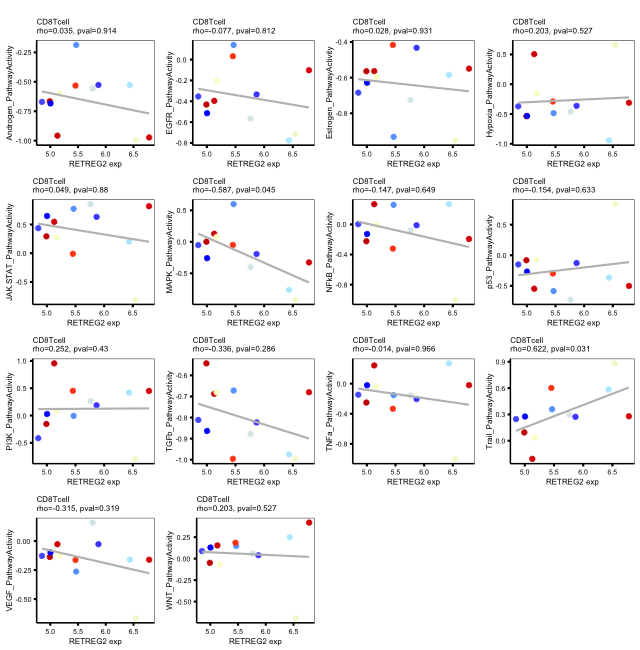 CD8Tcell
rho=0.035, pval=0.914
Androgen_PathwayActivity
-0.25
-0.50
-0.75
-1.00
5.0 5.5 6.0 6.5
RETREG2 exp
CD8Tcell
rho=-0.077, pval=0.812
EGFR_PathwayActivity
0.0
-0.2
-0.4
-0.6
-0.8
5.0 5.5 6.0 6.5
RETREG2 exp
CD8Tcell
rho=0.028, pval=0.931
Estrogen_PathwayActivity
-0.4
-0.6
-0.8
5.0 5.5 6.0 6.5
RETREG2 exp
CD8Tcell
rho=0.203, pval=0.527
Hypoxia_PathwayActivity
0.5
0.0
-0.5
-1.0
5.0 5.5 6.0 6.5
RETREG2 exp
CD8Tcell
rho=0.049, pval=0.88
JAK.STAT_PathwayActivity
0.5
0.0
-0.5
5.0 5.5 6.0 6.5
RETREG2 exp
CD8Tcell
rho=-0.587, pval=0.045
MAPK_PathwayActivity
0.5
0.0
-0.5
5.0 5.5 6.0 6.5
RETREG2 exp
CD8Tcell
rho=-0.147, pval=0.649
NFkB_PathwayActivity
0.0
-0.4
-0.8
5.0 5.5 6.0 6.5
RETREG2 exp
CD8Tcell
rho=-0.154, pval=0.633
p53_PathwayActivity
0.5
0.0
-0.5
5.0 5.5 6.0 6.5
RETREG2 exp
CD8Tcell
rho=0.252, pval=0.43
PI3K_PathwayActivity
1.0
0.5
0.0
-0.5
5.0 5.5 6.0 6.5
RETREG2 exp
CD8Tcell
rho=-0.336, pval=0.286
TGFb_PathwayActivity
-0.6
-0.7
-0.8
-0.9
-1.0
5.0 5.5 6.0 6.5
RETREG2 exp
CD8Tcell
rho=-0.014, pval=0.966
TNFa_PathwayActivity
0.0
-0.4
-0.8
5.0 5.5 6.0 6.5
RETREG2 exp
CD8Tcell
rho=0.622, pval=0.031
Trail_PathwayActivity
0.9
0.6
0.3
0.0
5.0 5.5 6.0 6.5
RETREG2 exp
CD8Tcell
rho=-0.315, pval=0.319
VEGF_PathwayActivity
0.00
-0.25
-0.50
5.0 5.5 6.0 6.5
RETREG2 exp
CD8Tcell
rho=0.203, pval=0.527
WNT_PathwayActivity
0.25
0.00
-0.25
-0.50
5.0 5.5 6.0 6.5
RETREG2 exp